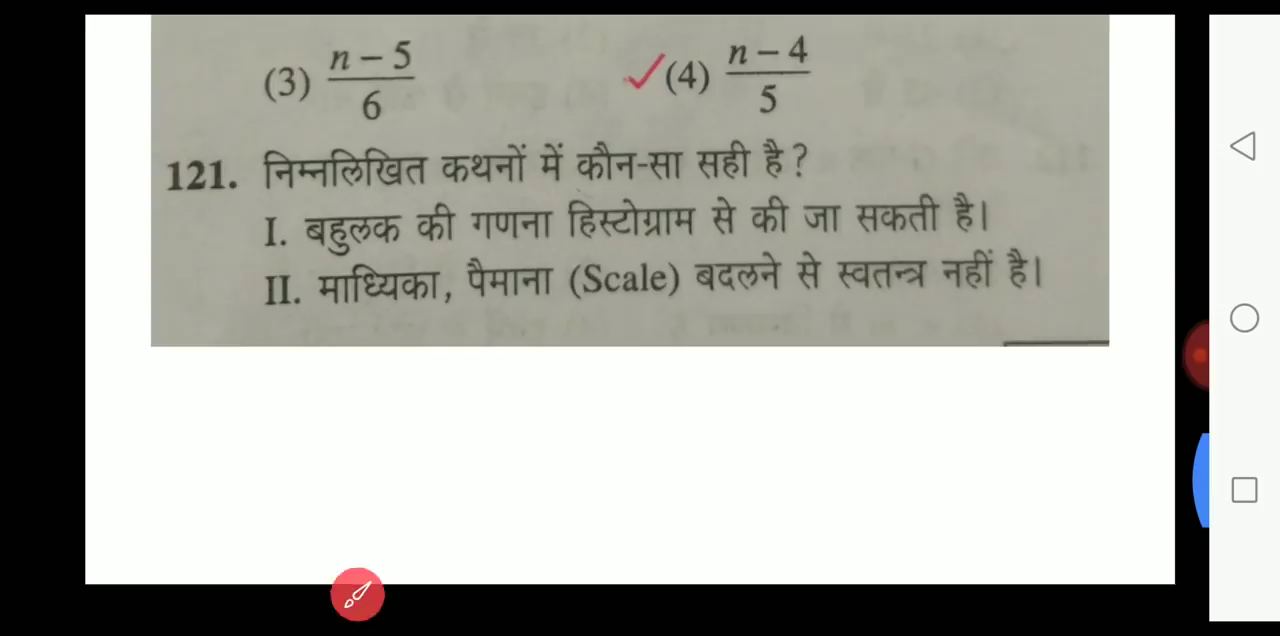 (3) n – 5 / 6 (4) n – 4 / 5
121. निम्नलिखित कथनों में कौन-सा सही है?
I. बहुलक की गणना हिस्टोग्राम से की जा सकती है।
II. माध्यिका, पैमाना (Scale) बदलने से स्वतन्त्र नहीं है।